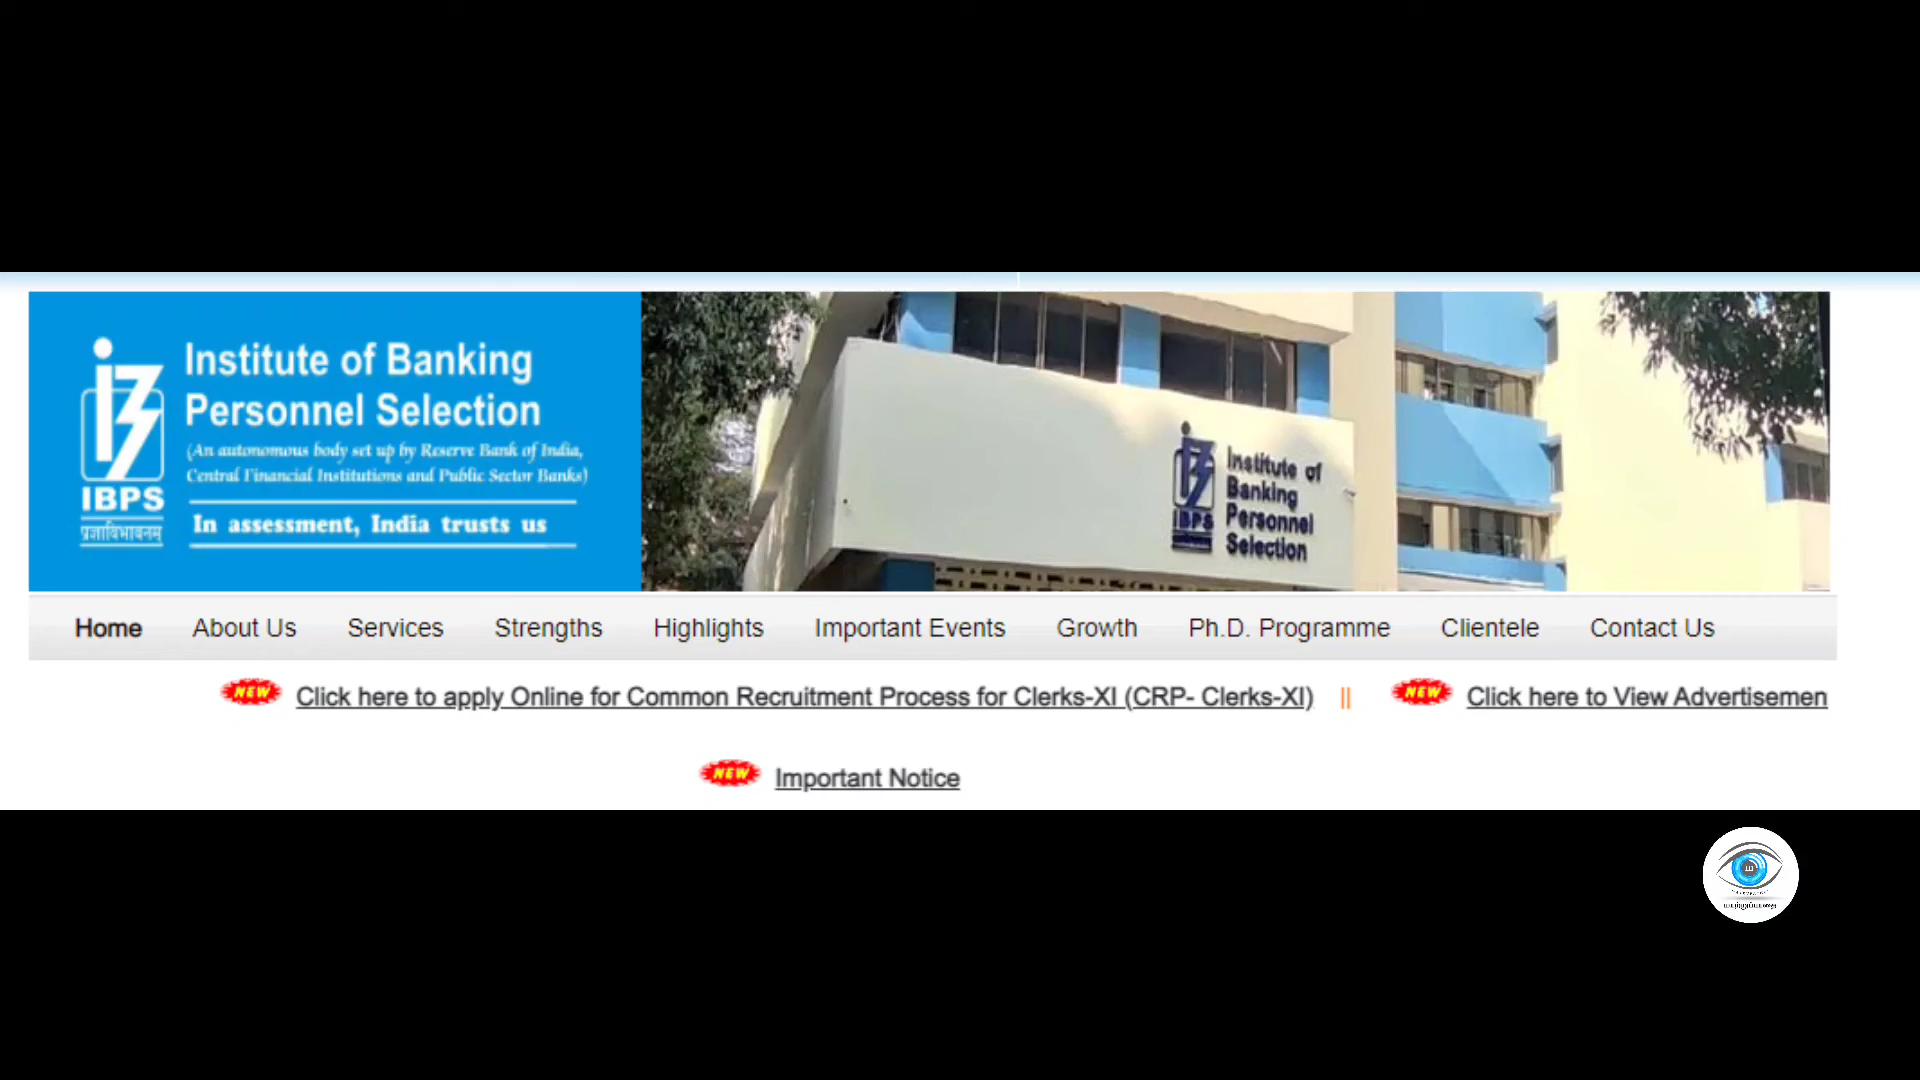 Institute of Banking
Personnel Selection
(An autonomous body set up by Reserve Bank of India,
Central Financial Institutions and Public Sector Banks)
In assessment, India trusts us
IBPS
प्रज्ञाविभावनम्
Institute of
Banking
Personnel
Selection
IBPS
Home About Us Services Strengths Highlights Important Events Growth Ph.D. Programme Clientele Contact Us
NEW Click here to apply Online for Common Recruitment Process for Clerks-XI (CRP- Clerks-XI) || NEW Click here to View Advertisemen
NEW Important Notice